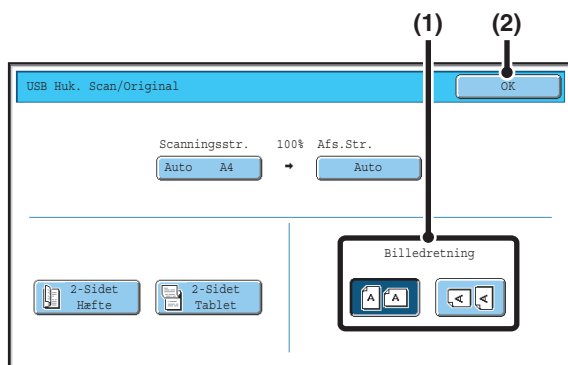 (1) (2)
USB Huk. Scan/Original OK
Scanningsstr. 100% Afs.Str.
Auto A4 Auto
Billedretning
2-Sidet
Hæfte
2-Sidet
Tablet
A A A A